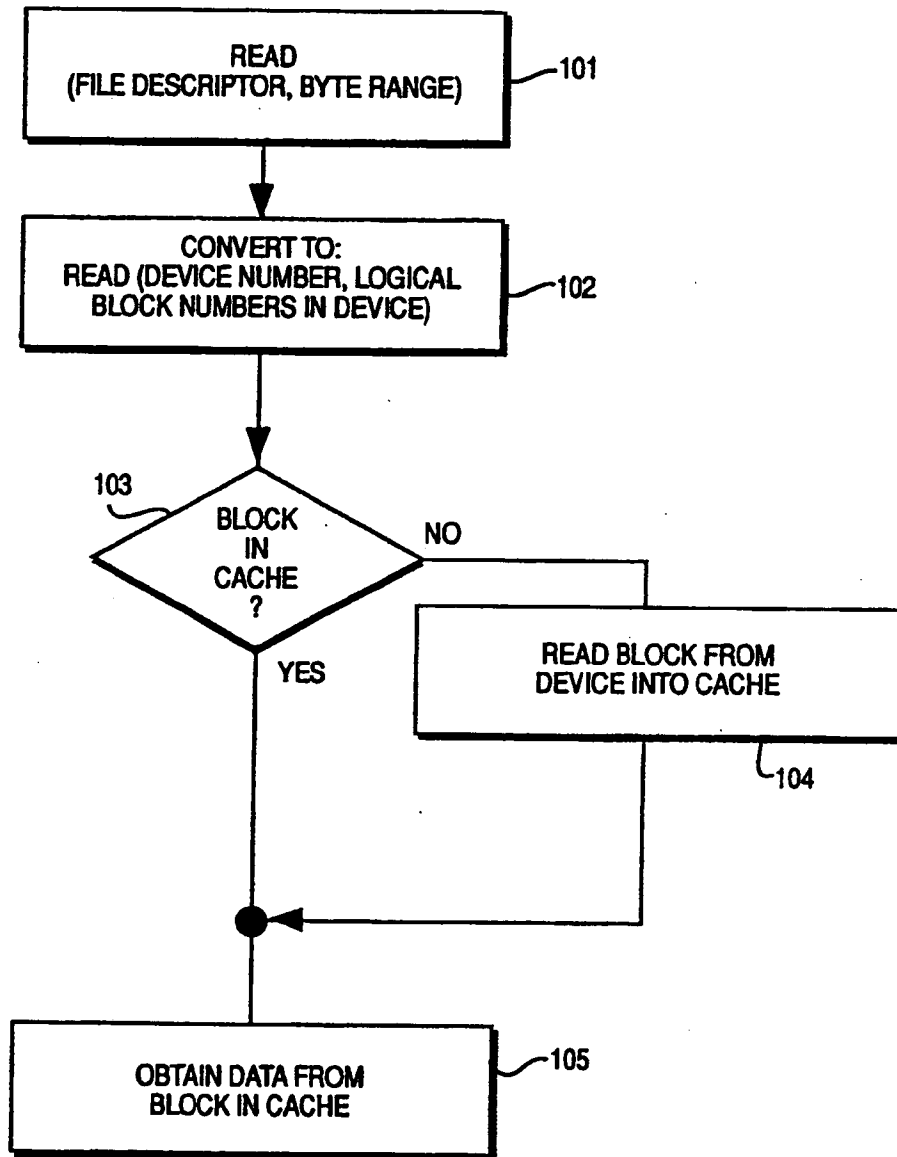 READ
(FILE DESCRIPTOR, BYTE RANGE)
101
CONVERT TO:
READ (DEVICE NUMBER, LOGICAL
BLOCK NUMBERS IN DEVICE)
102
103
BLOCK
IN
CACHE
?
NO
YES
READ BLOCK FROM
DEVICE INTO CACHE
104
OBTAIN DATA FROM
BLOCK IN CACHE
105